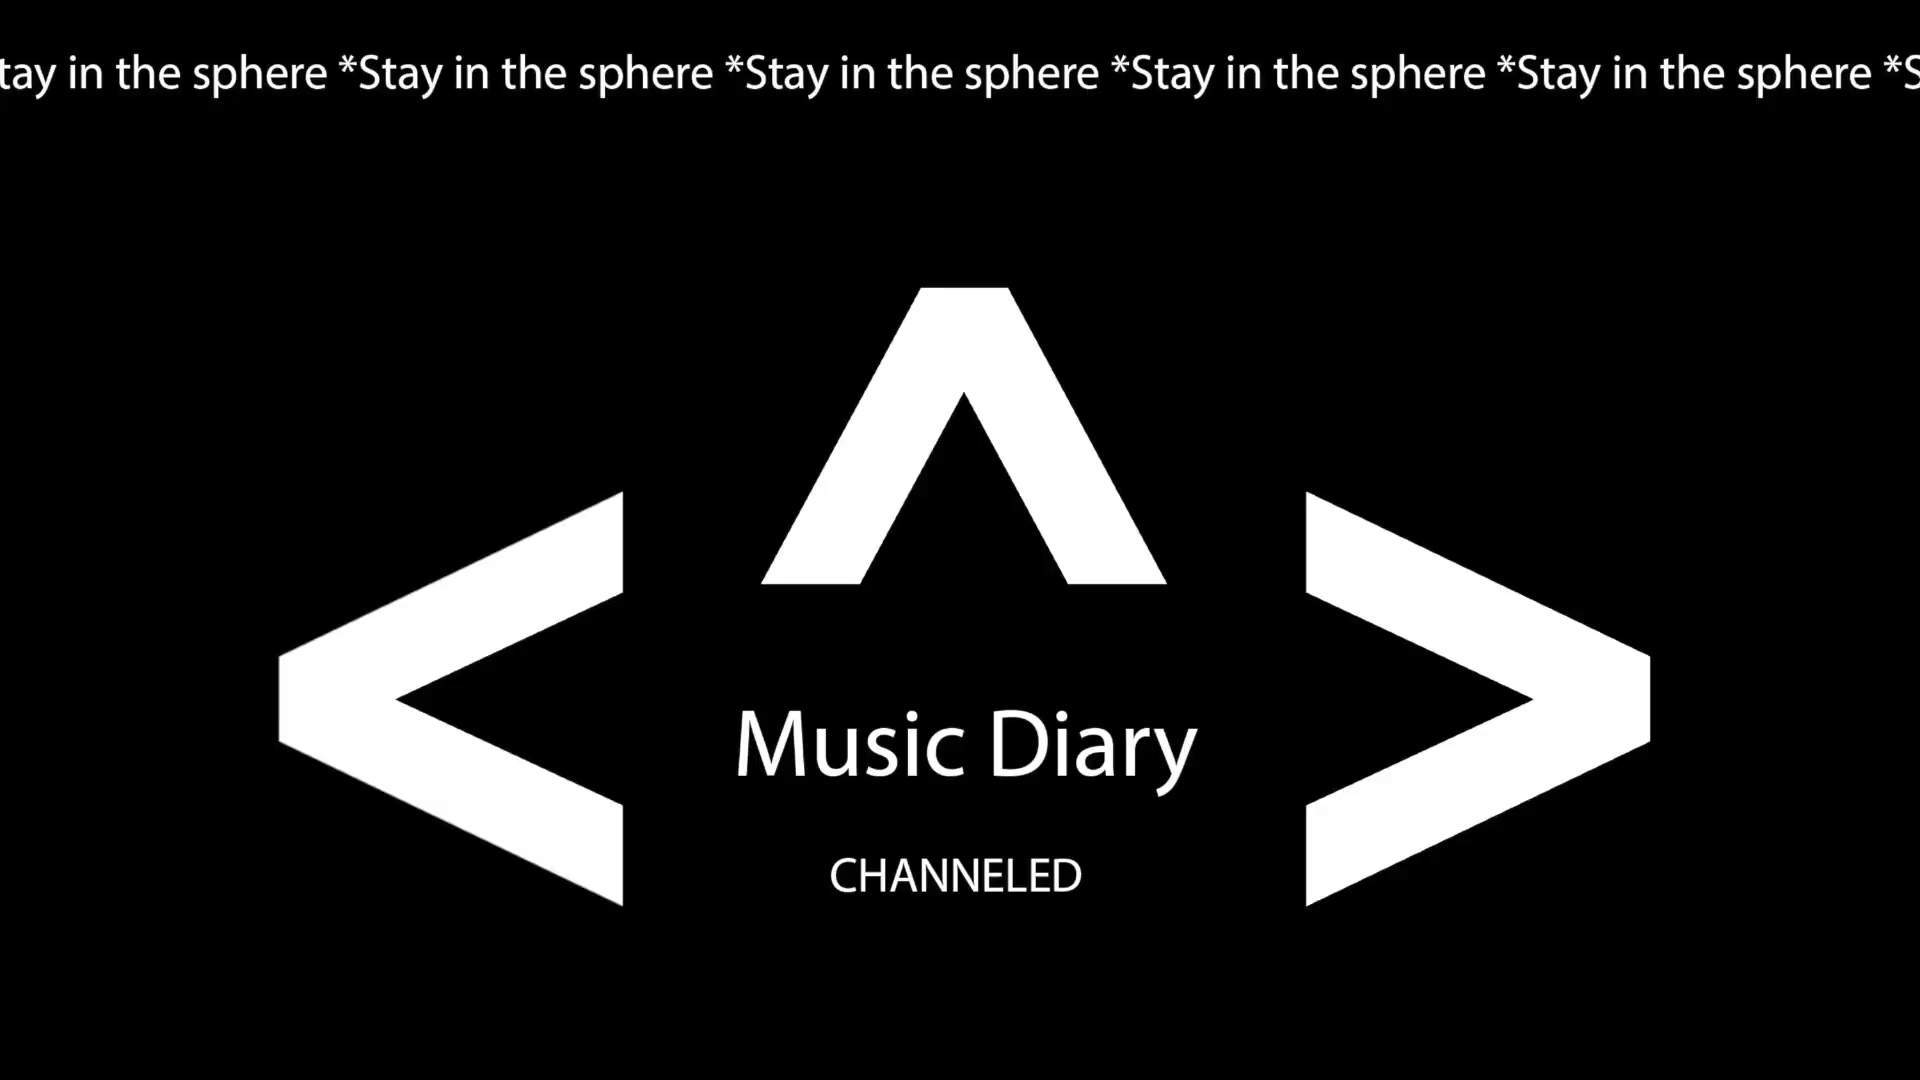 tay in the sphere *Stay in the sphere *Stay in the sphere *Stay in the sphere *Stay in the sphere *S
Music Diary
CHANNELED